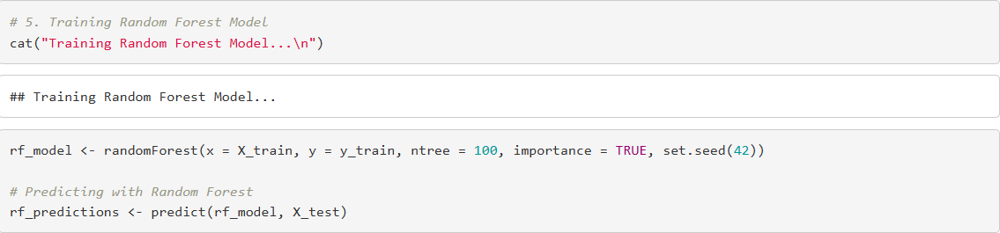 # 5. Training Random Forest Model
cat("Training Random Forest Model...\n")
## Training Random Forest Model...
rf_model <- randomForest(x = X_train, y = y_train, ntree = 100, importance = TRUE, set.seed(42))
# Predicting with Random Forest
rf_predictions <- predict(rf_model, X_test)